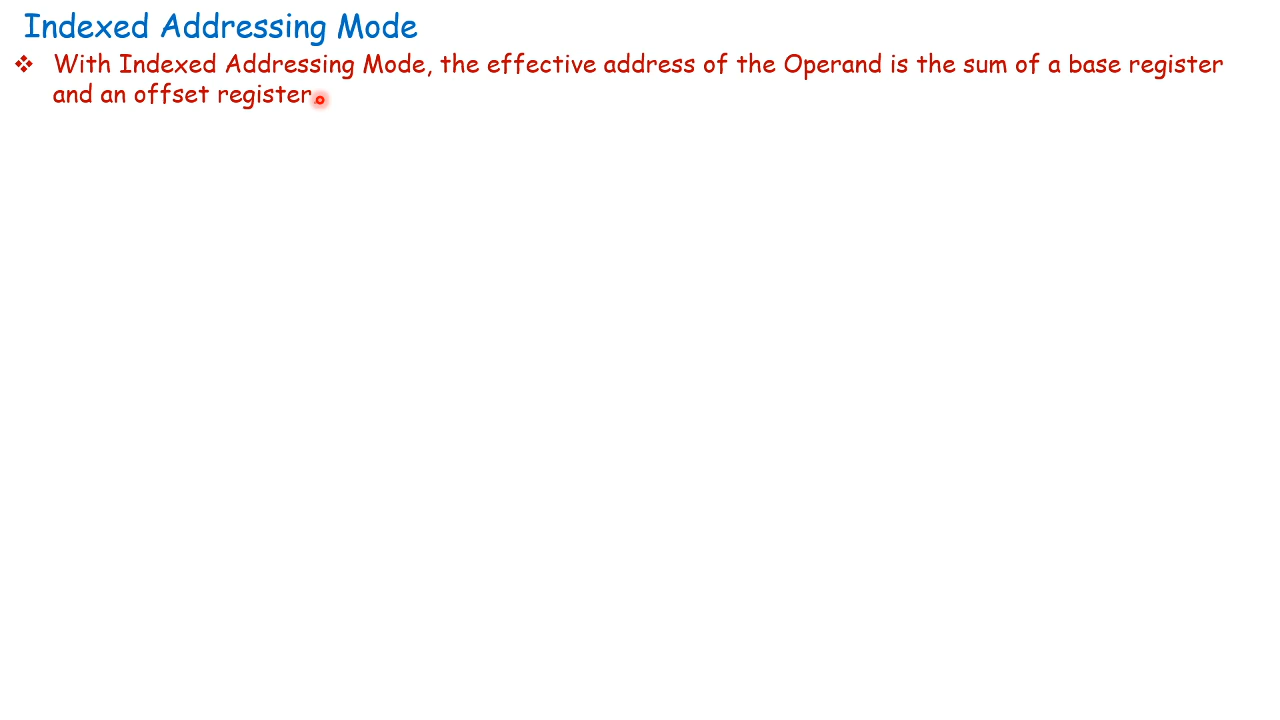 Indexed Addressing Mode
❖ With Indexed Addressing Mode, the effective address of the Operand is the sum of a base register
and an offset register.